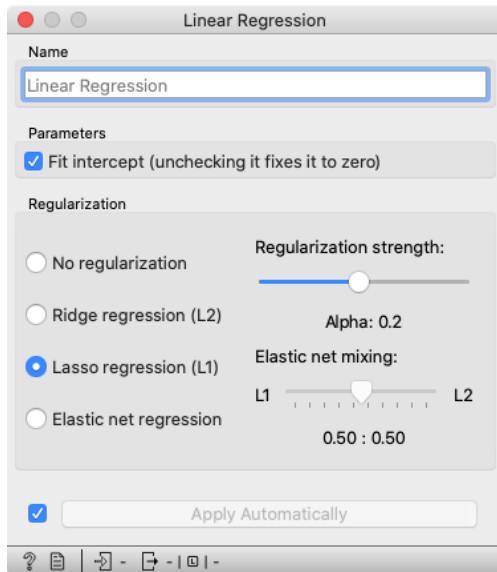 Linear Regression
Name
Linear Regression
Parameters
Fit intercept (unchecking it fixes it to zero)
Regularization
No regularization
Ridge regression (L2)
Lasso regression (L1)
Elastic net regression
Regularization strength:
Alpha: 0.2
Elastic net mixing:
L1 L2
0.50 : 0.50
Apply Automatically
? - - | L | -